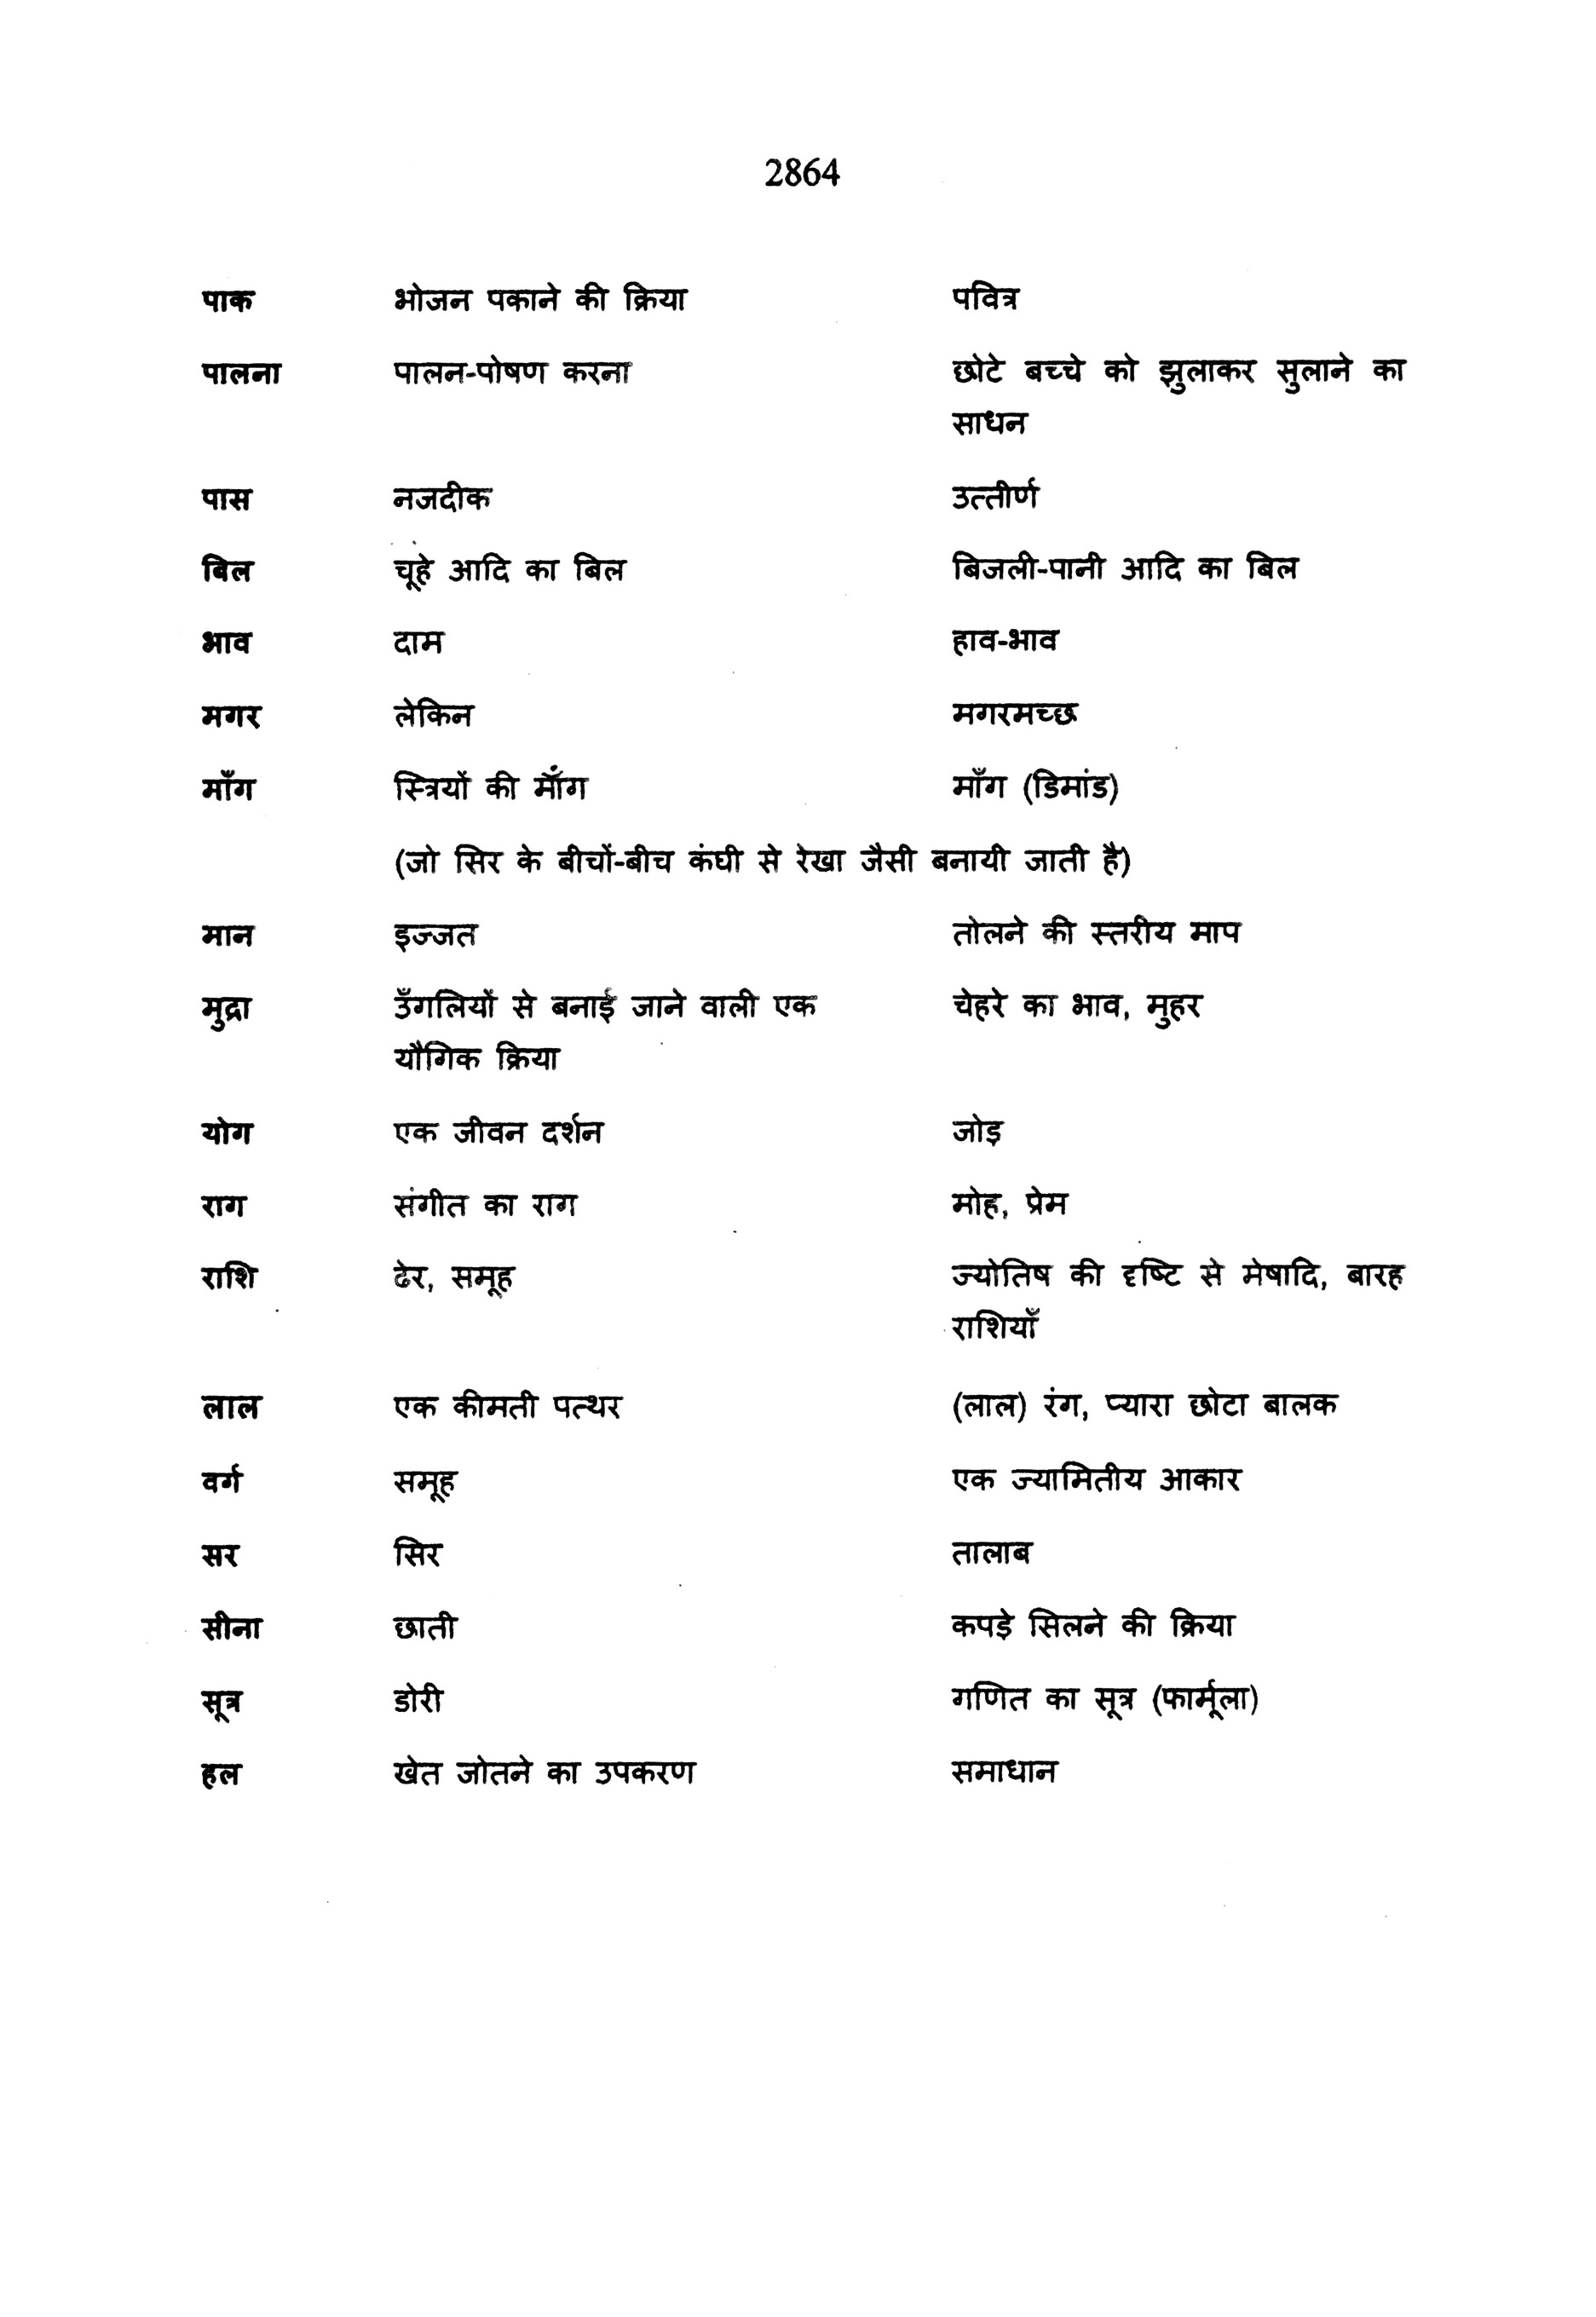 2864
पाक भोजन पकाने की क्रिया पवित्र
पालना पालन-पोषण करना छोटे बच्चे को झुलाकर सुलाने का
साधन
पास नजदीक उत्तीर्ण
बिल चूहे आदि का बिल बिजली-पानी आदि का बिल
भाव दाम हाव-भाव
मगर लेकिन मगरमच्छ
माँग स्त्रियों की माँग माँग (डिमांड)
(जो सिर के बीचों-बीच कंघी से रेखा जैसी बनायी जाती है)
मान इज्जत तोलने की स्तरीय माप
मुद्रा उँगलियों से बनाई जाने वाली एक चेहरे का भाव, मुहर
यौगिक क्रिया
योग एक जीवन दर्शन जोड़
राग संगीत का राग मोह, प्रेम
राशि ढेर, समूह ज्योतिष की दृष्टि से मेषादि, बारह
राशियाँ
लाल एक कीमती पत्थर (लाल) रंग, प्यारा छोटा बालक
वर्ग समूह एक ज्यामितीय आकार
सर सिर तालाब
सीना छाती कपड़े सिलने की क्रिया
सूत्र डोरी गणित का सूत्र (फार्मूला)
हल खेत जोतने का उपकरण समाधान